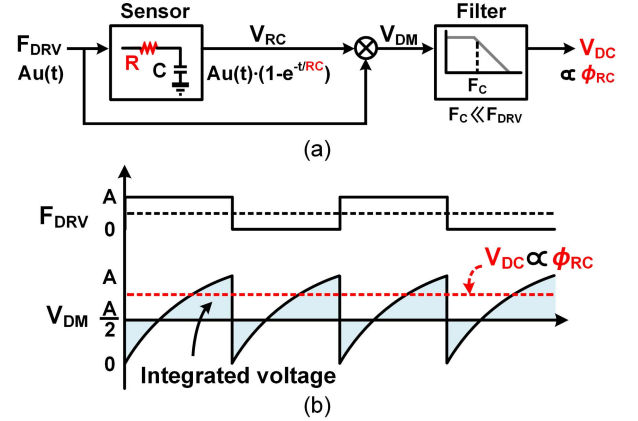 Sensor
Filter
F_DRV
Au(t)
R
C
V_RC
Au(t)·(1-e^-t/RC)
V_DM
F_C
F_C ≪ F_DRV
V_DC
∝ ϕ_RC
(a)
A
F_DRV
0
A
V_DC ∝ ϕ_RC
V_DM
A/2
0
Integrated voltage
(b)